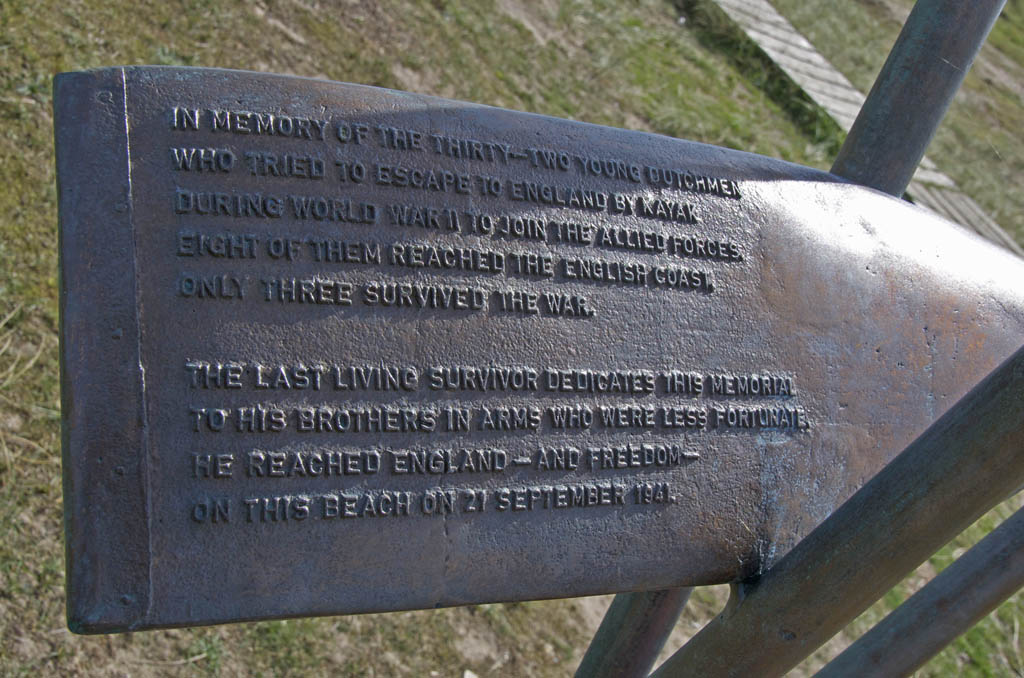 IN MEMORY OF THE THIRTY-TWO YOUNG DUTCHMEN
WHO TRIED TO ESCAPE TO ENGLAND BY KAYAK
DURING WORLD WAR II TO JOIN THE ALLIED FORCES.
EIGHT OF THEM REACHED THE ENGLISH COAST,
ONLY THREE SURVIVED THE WAR.
THE LAST LIVING SURVIVOR DEDICATES THIS MEMORIAL
TO HIS BROTHERS IN ARMS WHO WERE LESS FORTUNATE.
HE REACHED ENGLAND - AND FREEDOM -
ON THIS BEACH ON 21 SEPTEMBER 1941.